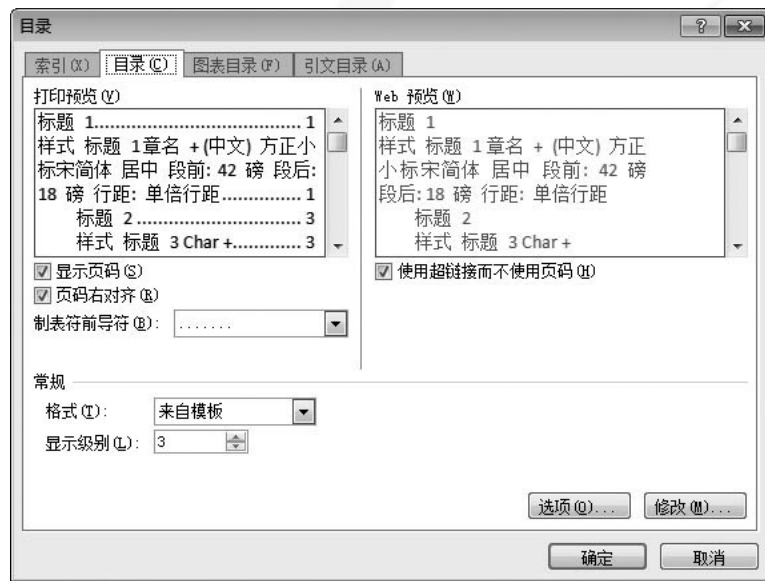 目录
索引(X) 目录(C) 图表目录(F) 引文目录(A)
打印预览(V)
标题 1.................................. 1
样式 标题 1章名 +(中文) 方正小
标宋简体 居中 段前: 42 磅 段后:
18 磅 行距: 单倍行距................. 1
标题 2........................... 3
样式 标题 3 Char +............. 3
显示页码(S)
页码右对齐(R)
制表符前导符(B): .......
Web 预览(W)
标题 1
样式 标题 1章名 + (中文) 方正
小标宋简体 居中 段前: 42 磅
段后: 18 磅 行距: 单倍行距
标题 2
样式 标题 3 Char +
使用超链接而不使用页码(H)
常规
格式(T): 来自模板
显示级别(L): 3
选项(O)... 修改(M)...
确定 取消